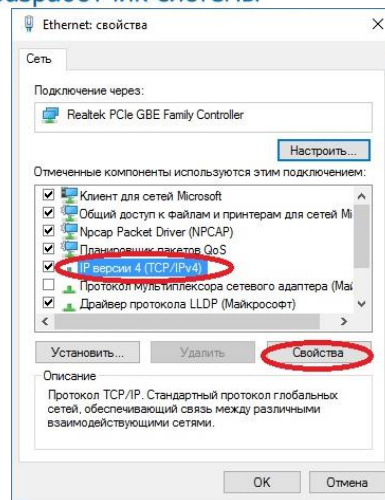 Ethernet: свойства
Сеть
Подключение через:
Realtek PCIe GBE Family Controller
Настроить...
Отмеченные компоненты используются этим подключением:
Клиент для сетей Microsoft
Общий доступ к файлам и принтерам для сетей Mi
Npcap Packet Driver (NPCAP)
Планировщик пакетов QoS
IP версии 4 (TCP/IPv4)
Протокол мультиплексора сетевого адаптера (Май
Драйвер протокола LLDP (Майкрософт)
Установить...
Удалить
Свойства
Описание
Протокол TCP/IP. Стандартный протокол глобальных
сетей, обеспечивающий связь между различными
взаимодействующими сетями.
OK
Отмена